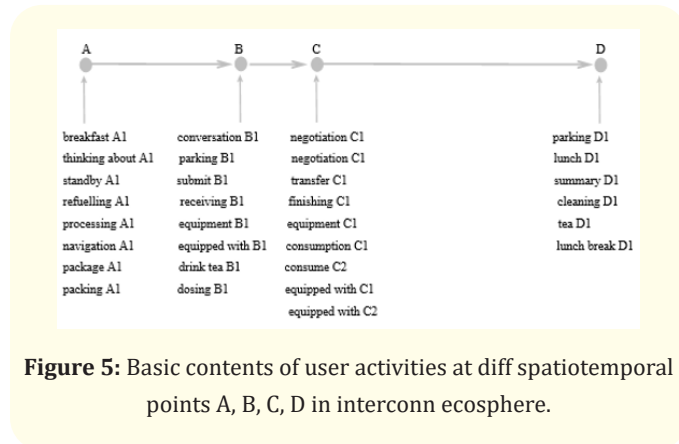 A B C D
breakfast A1 conversation B1 negotiation C1 parking D1
thinking about A1 parking B1 negotiation C1 lunch D1
standby A1 submit B1 transfer C1 summary D1
refuelling A1 receiving B1 finishing C1 cleaning D1
processing A1 equipment B1 equipment C1 tea D1
navigation A1 equipped with B1 consumption C1 lunch break D1
package A1 drink tea B1 consume C2
packing A1 dosing B1 equipped with C1
equipped with C2
Figure 5: Basic contents of user activities at diff spatiotemporal
points A, B, C, D in interconn ecosphere.